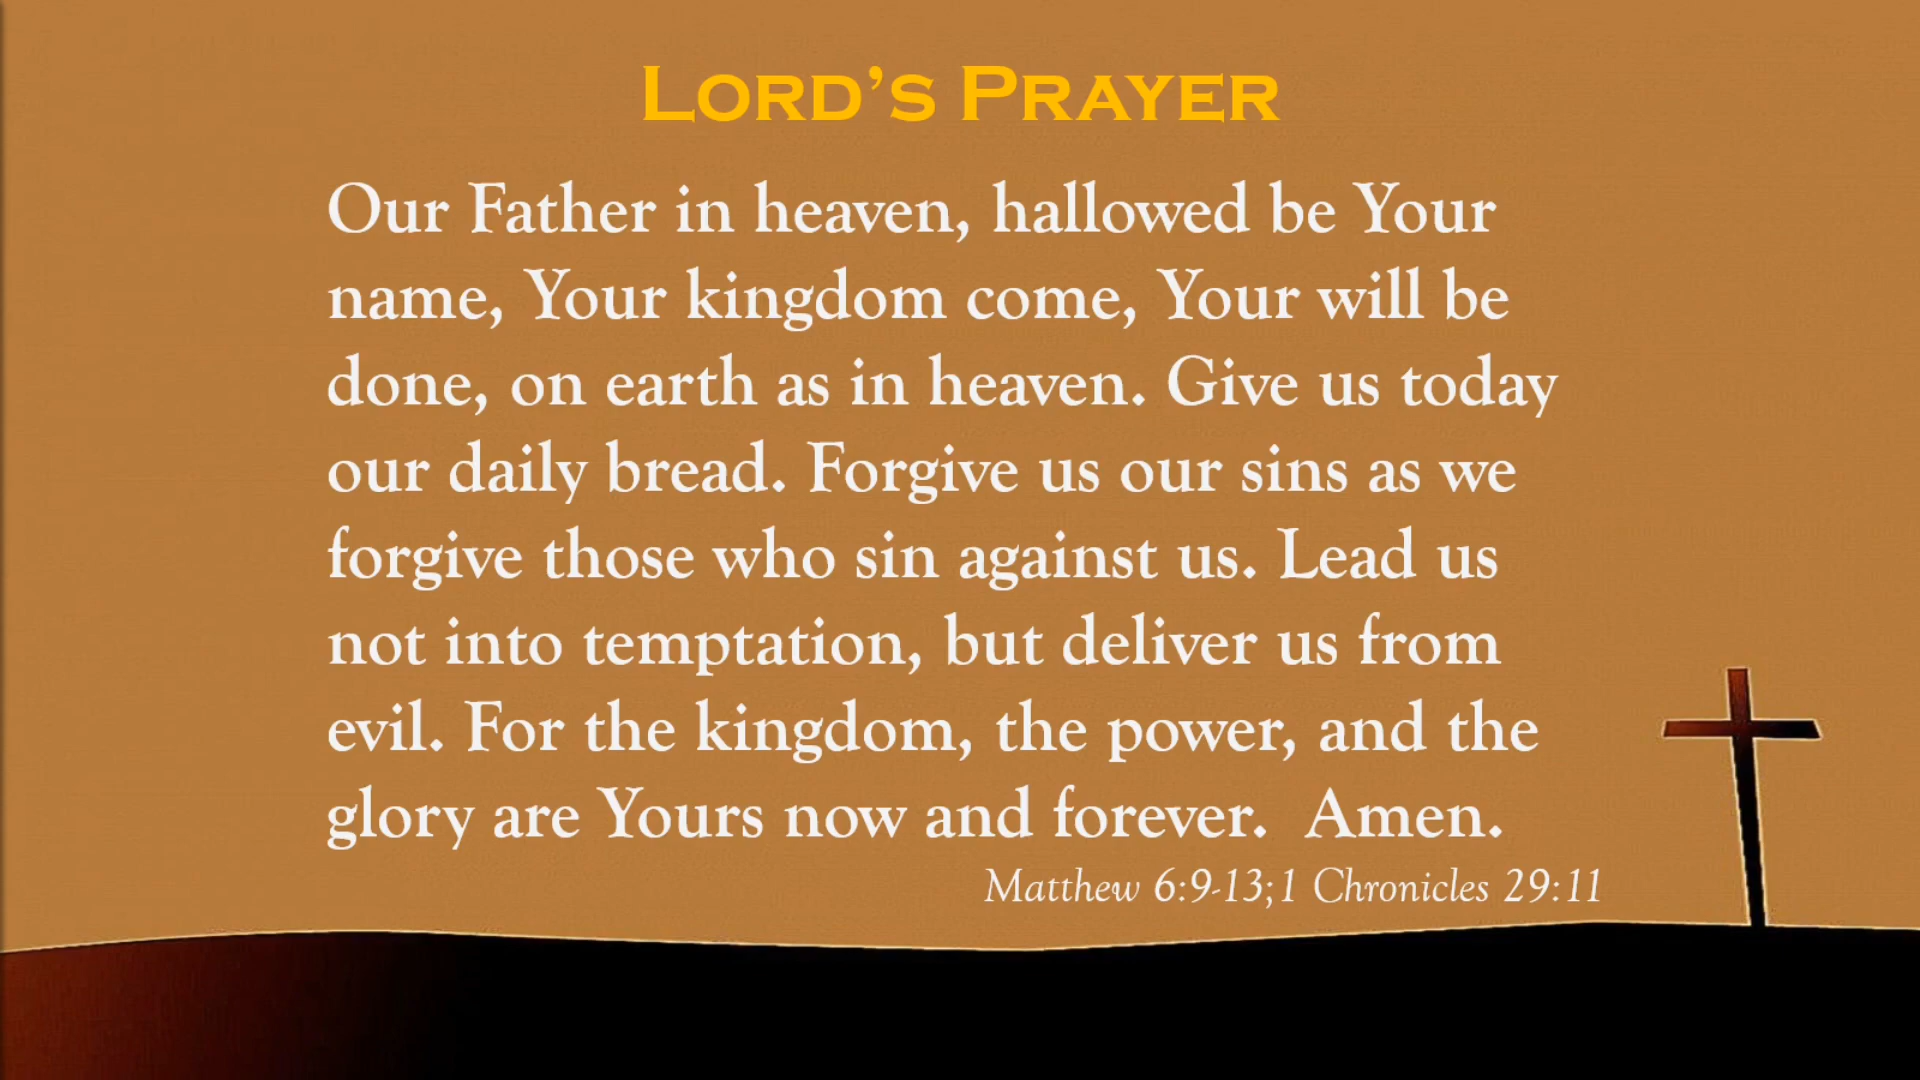 Lord’s Prayer
Our Father in heaven, hallowed be Your
name, Your kingdom come, Your will be
done, on earth as in heaven. Give us today
our daily bread. Forgive us our sins as we
forgive those who sin against us. Lead us
not into temptation, but deliver us from
evil. For the kingdom, the power, and the
glory are Yours now and forever.  Amen.
Matthew 6:9-13;1 Chronicles 29:11